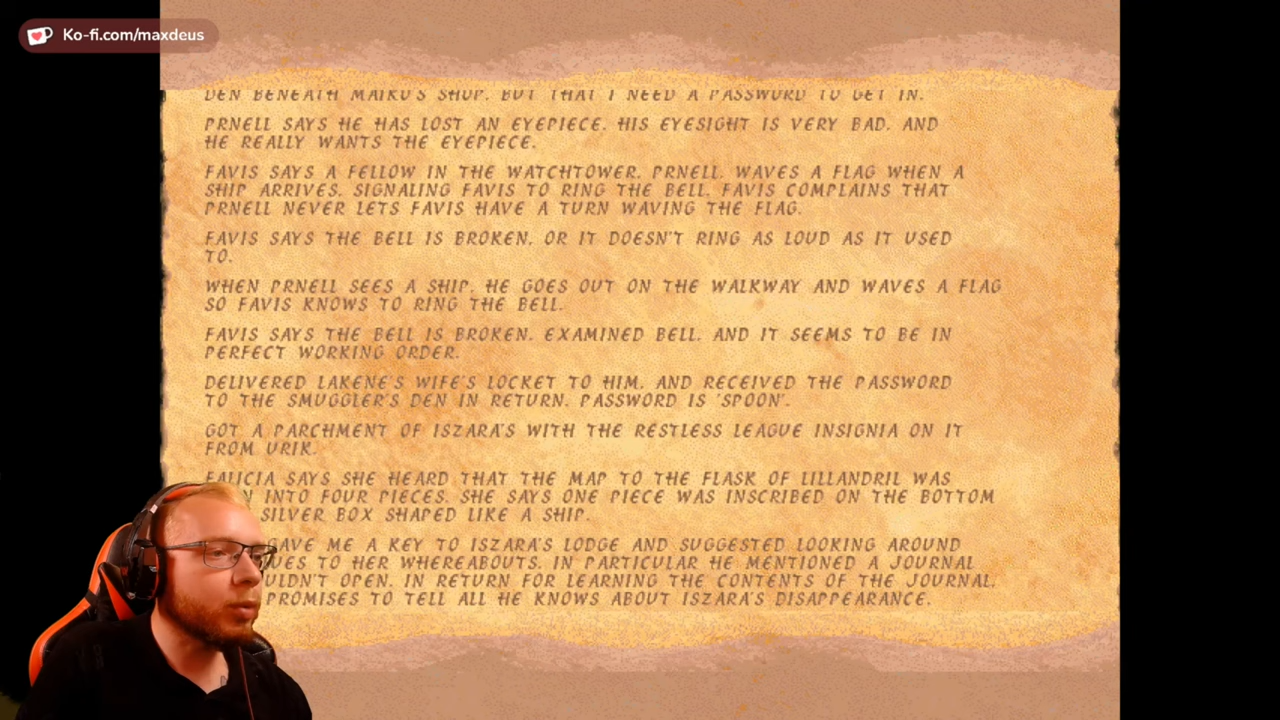 Ko-fi.com/maxdeus
DEN BENEATH MAIKO'S SHOP. BUT THAT I NEED A PASSWORD TO GET IN.
PRNELL SAYS HE HAS LOST AN EYEPIECE. HIS EYESIGHT IS VERY BAD, AND
HE REALLY WANTS THE EYEPIECE.
FAVIS SAYS A FELLOW IN THE WATCHTOWER, PRNELL, WAVES A FLAG WHEN A
SHIP ARRIVES, SIGNALING FAVIS TO RING THE BELL. FAVIS COMPLAINS THAT
PRNELL NEVER LETS FAVIS HAVE A TURN WAVING THE FLAG.
FAVIS SAYS THE BELL IS BROKEN, OR IT DOESN'T RING AS LOUD AS IT USED
TO.
WHEN PRNELL SEES A SHIP, HE GOES OUT ON THE WALKWAY AND WAVES A FLAG
SO FAVIS KNOWS TO RING THE BELL.
FAVIS SAYS THE BELL IS BROKEN. EXAMINED BELL, AND IT SEEMS TO BE IN
PERFECT WORKING ORDER.
DELIVERED LAKENE'S WIFE'S LOCKET TO HIM, AND RECEIVED THE PASSWORD
TO THE SMUGGLER'S DEN IN RETURN. PASSWORD IS 'SPOON'.
GOT A PARCHMENT OF ISZARA'S WITH THE RESTLESS LEAGUE INSIGNIA ON IT
FROM URIK.
FALICIA SAYS SHE HEARD THAT THE MAP TO THE FLASK OF LILLANDRIL WAS
INTO FOUR PIECES. SHE SAYS ONE PIECE WAS INSCRIBED ON THE BOTTOM
SILVER BOX SHAPED LIKE A SHIP.
GAVE ME A KEY TO ISZARA'S LODGE AND SUGGESTED LOOKING AROUND
UES TO HER WHEREABOUTS. IN PARTICULAR HE MENTIONED A JOURNAL
ULDN'T OPEN. IN RETURN FOR LEARNING THE CONTENTS OF THE JOURNAL,
PROMISES TO TELL ALL HE KNOWS ABOUT ISZARA'S DISAPPEARANCE.